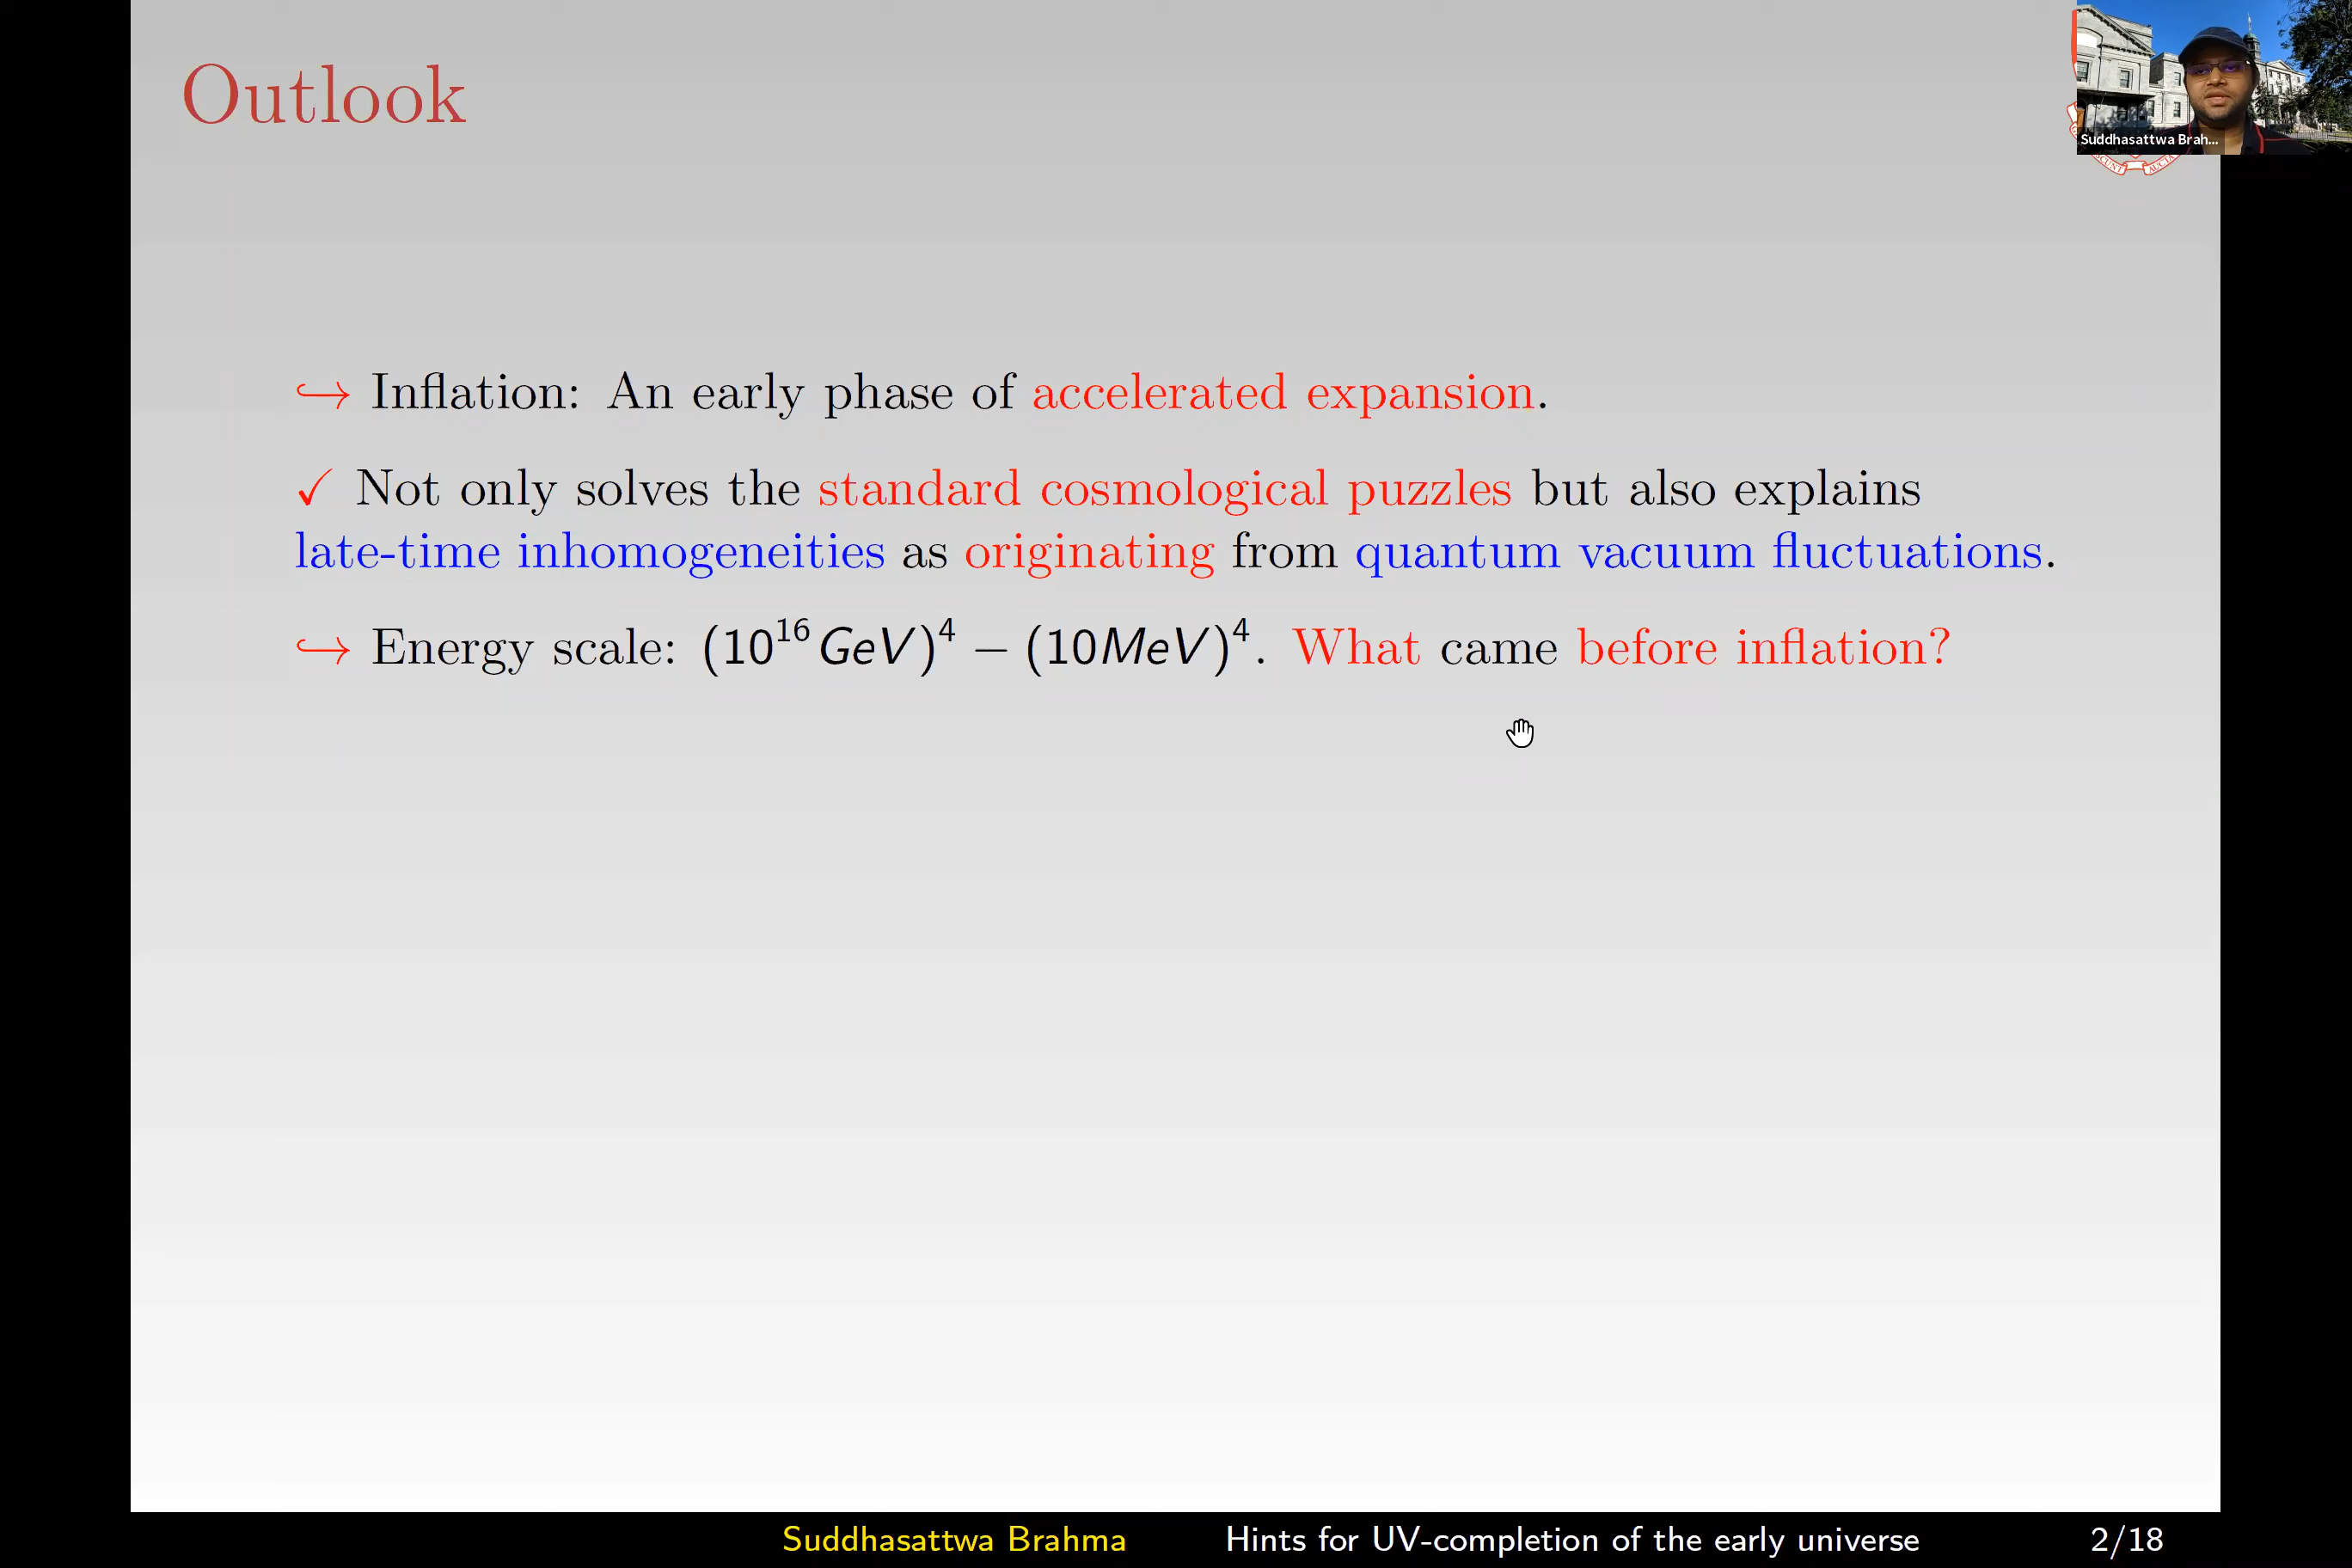 Outlook
Suddhasattwa Brah...
↪ Inflation: An early phase of accelerated expansion.
✓ Not only solves the standard cosmological puzzles but also explains
late-time inhomogeneities as originating from quantum vacuum fluctuations.
↪ Energy scale: (10¹⁶ GeV)⁴ − (10MeV)⁴. What came before inflation?
Suddhasattwa Brahma Hints for UV-completion of the early universe 2/18